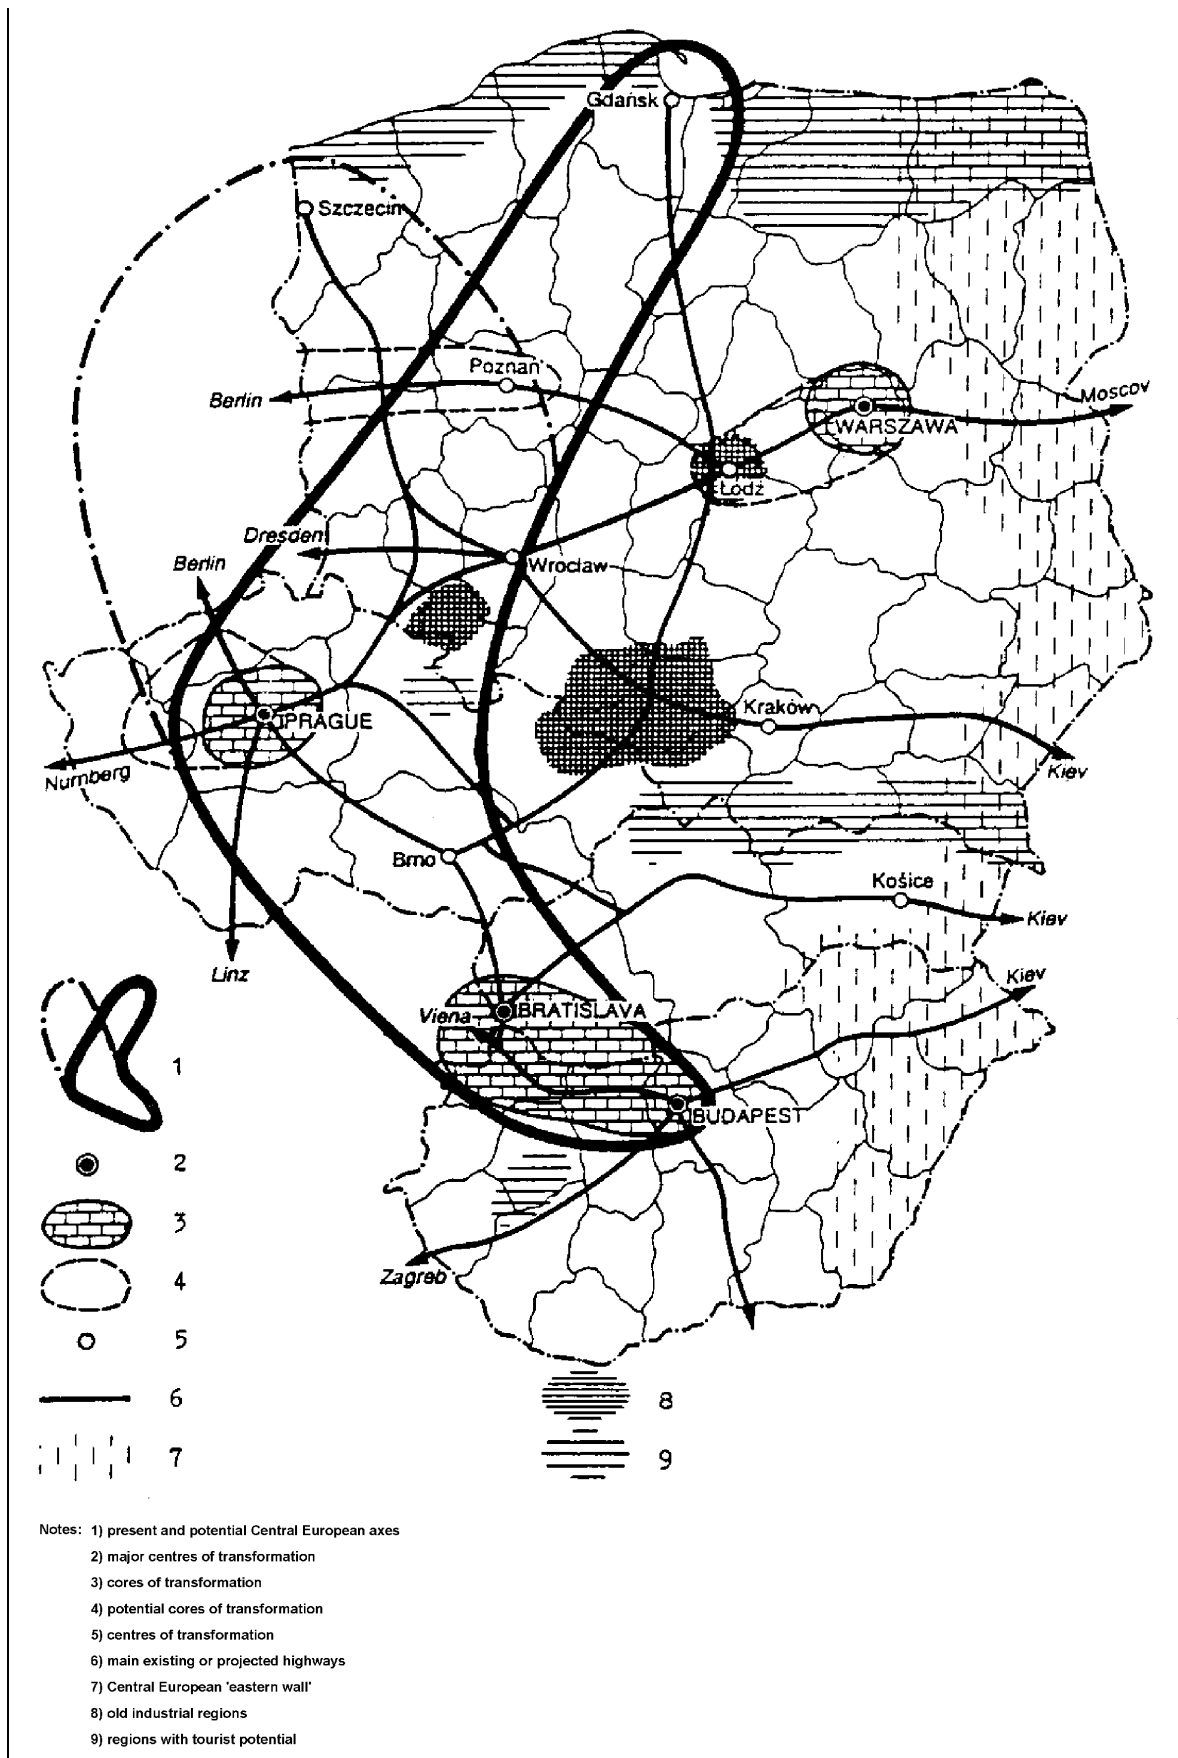 Gdańsk
Szczecin
Poznań
Berlin
Moscov
WARSZAWA
Łodź
Dresden
Berlin
Wrocław
PRAGUE
Kraków
Nurnberg
Kiev
Brno
Košice
Kiev
Linz
Kiev
Viena
BRATISLAVA
1
BUDAPEST
2
3
Zagreb
4
5
6
8
7
9
Notes: 1) present and potential Central European axes
2) major centres of transformation
3) cores of transformation
4) potential cores of transformation
5) centres of transformation
6) main existing or projected highways
7) Central European 'eastern wall'
8) old industrial regions
9) regions with tourist potential